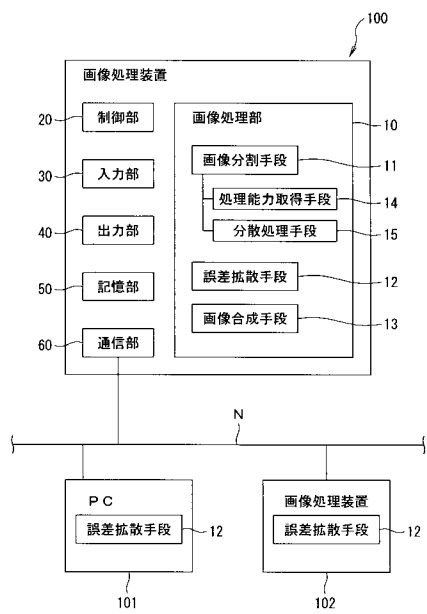 100
画像処理装置
20
制御部
30
入力部
40
出力部
50
記憶部
60
通信部
画像処理部
10
画像分割手段
11
処理能力取得手段
14
分散処理手段
15
誤差拡散手段
12
画像合成手段
13
N
PC
誤差拡散手段
12
101
画像処理装置
誤差拡散手段
12
102